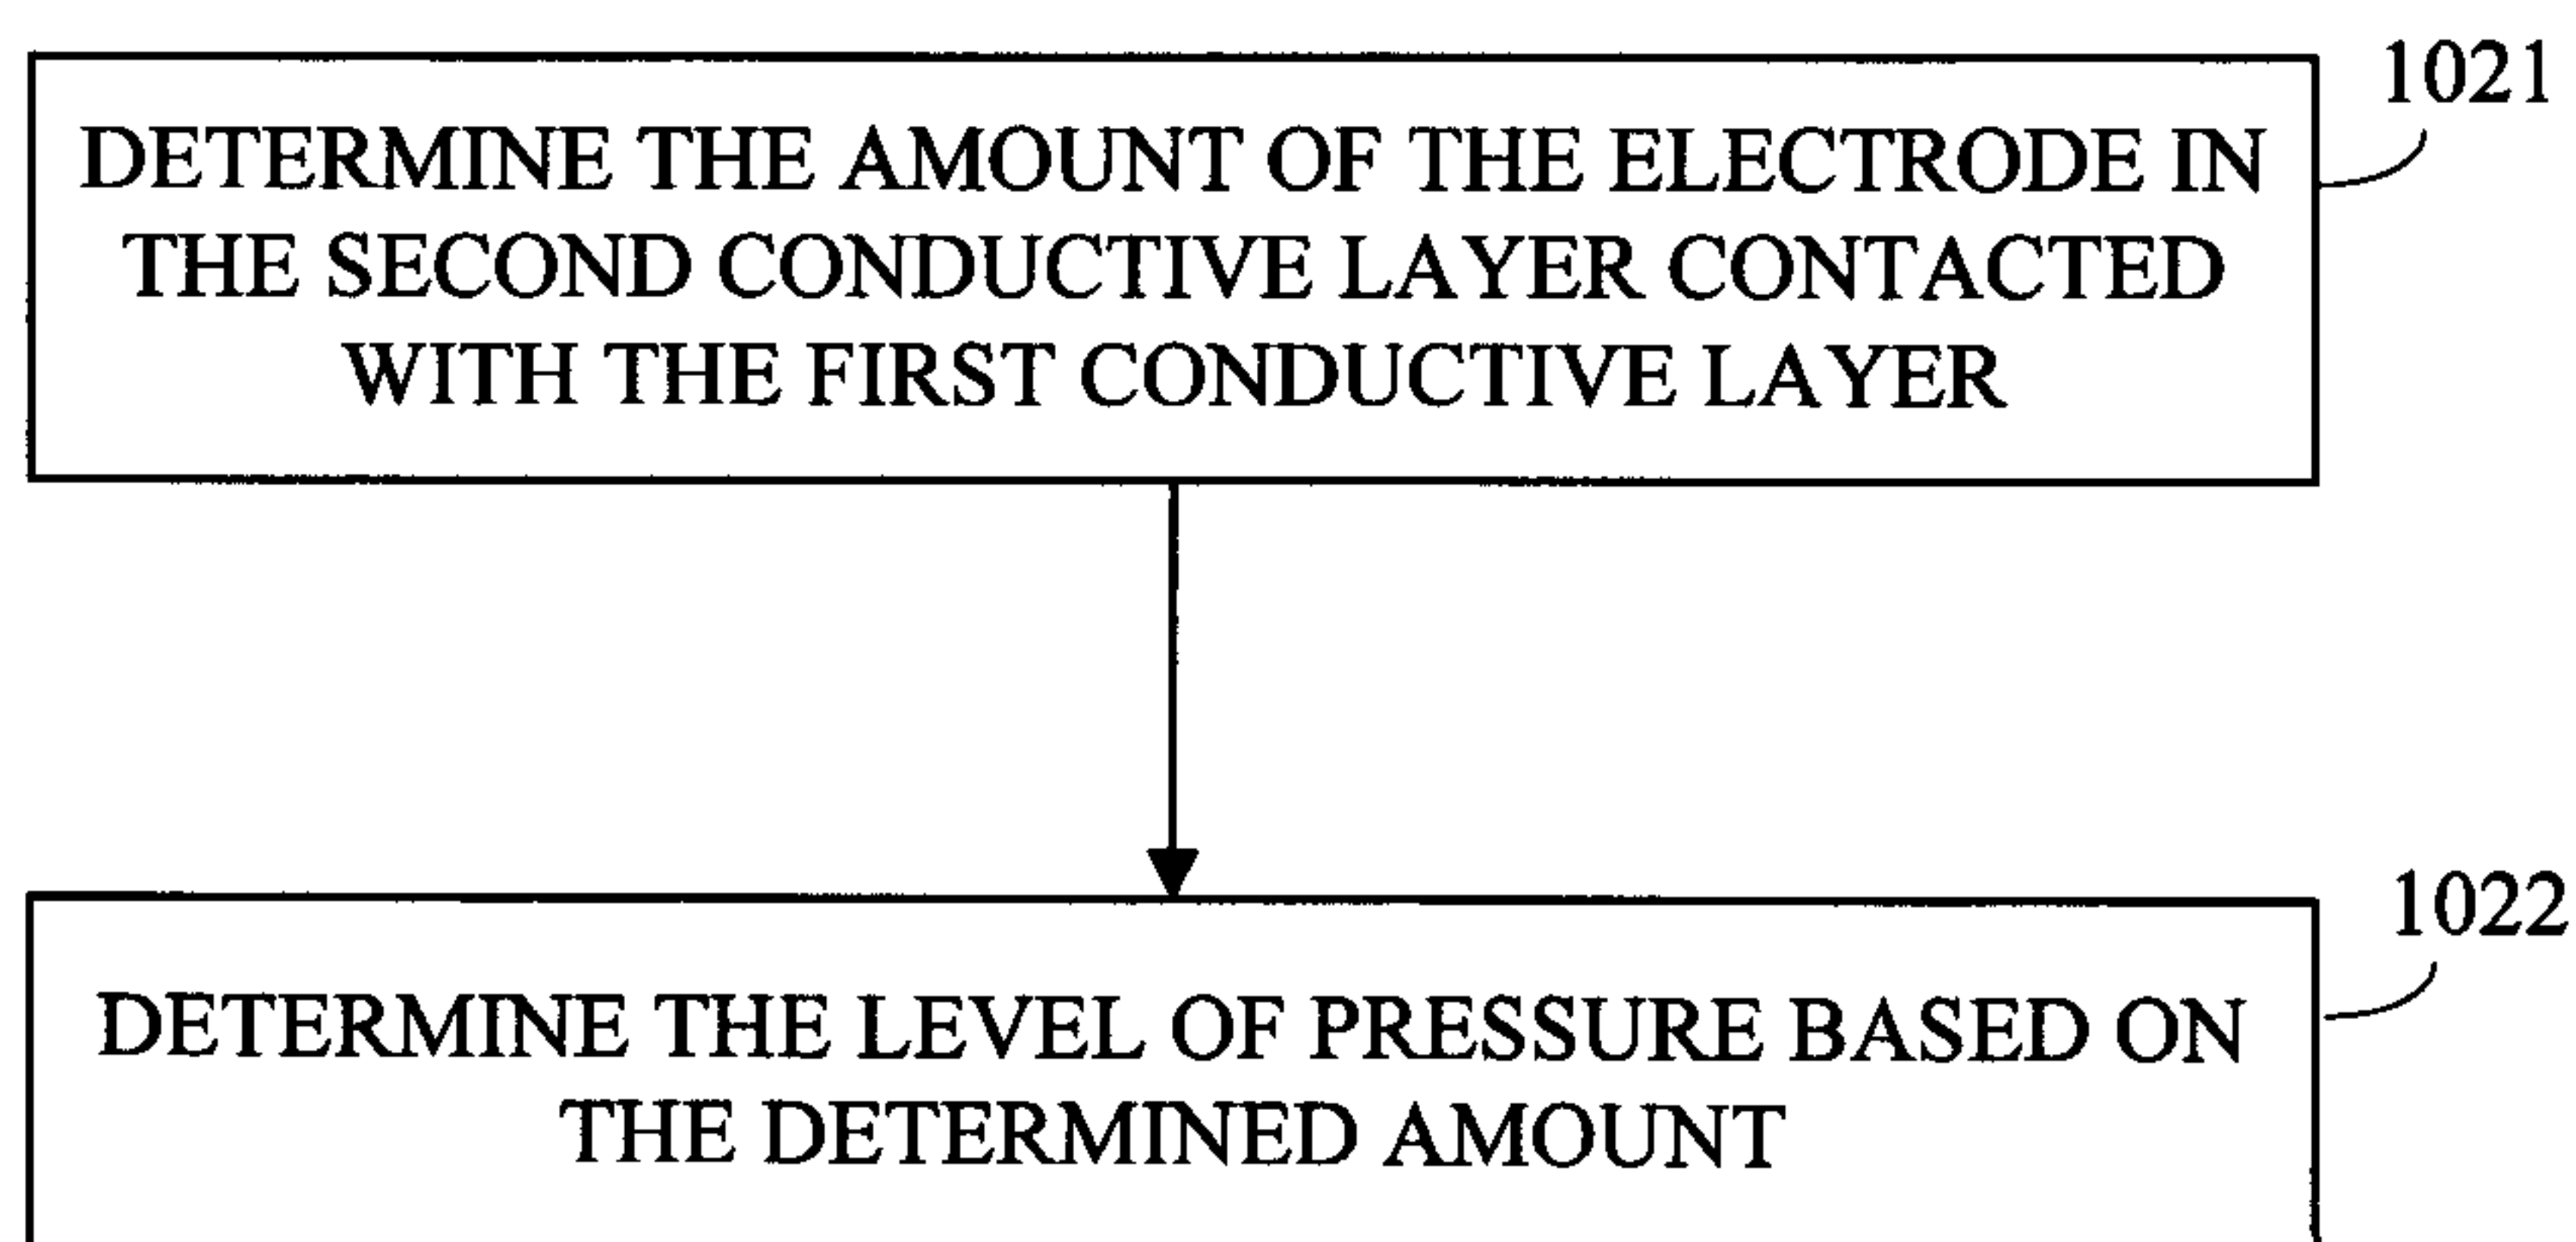 1021
DETERMINE THE AMOUNT OF THE ELECTRODE IN
THE SECOND CONDUCTIVE LAYER CONTACTED
WITH THE FIRST CONDUCTIVE LAYER
1022
DETERMINE THE LEVEL OF PRESSURE BASED ON
THE DETERMINED AMOUNT